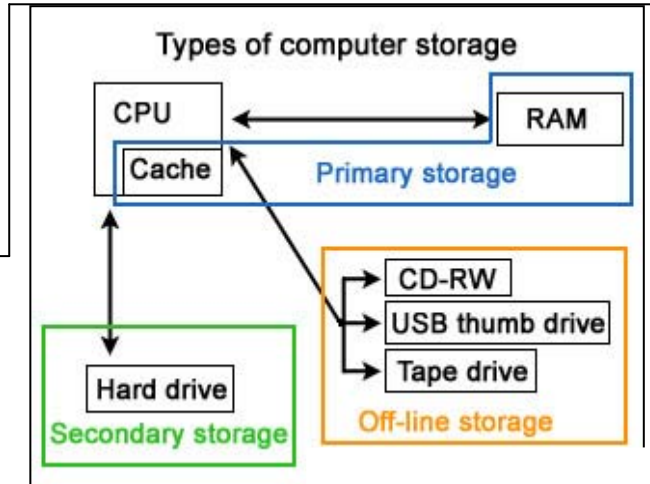 Types of computer storage
CPU
Cache
RAM
Primary storage
CD-RW
USB thumb drive
Tape drive
Off-line storage
Hard drive
Secondary storage